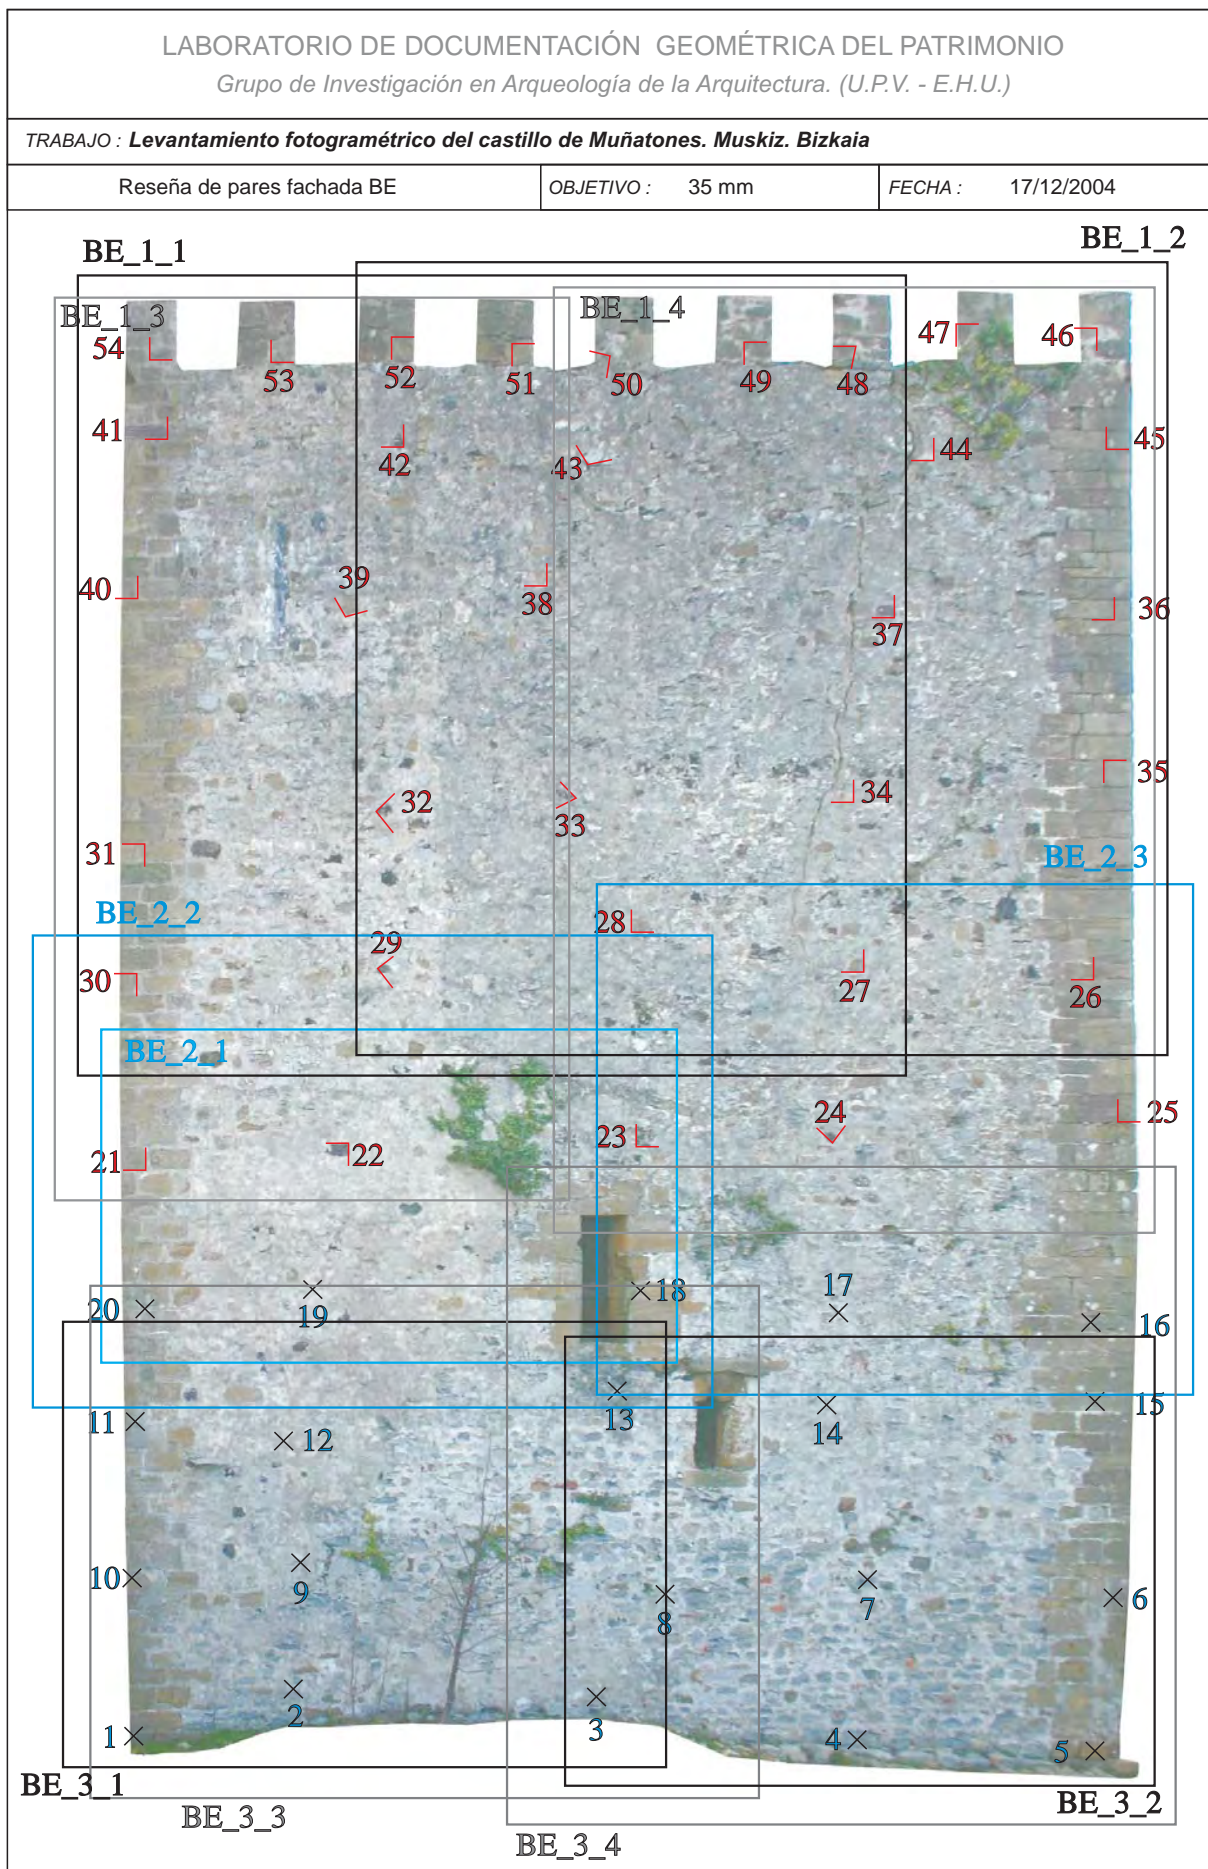 LABORATORIO DE DOCUMENTACIÓN GEOMÉTRICA DEL PATRIMONIO
Grupo de Investigación en Arqueología de la Arquitectura. (U.P.V. - E.H.U.)
TRABAJO : Levantamiento fotogramétrico del castillo de Muñatones. Muskiz. Bizkaia
Reseña de pares fachada BE OBJETIVO : 35 mm FECHA : 17/12/2004
BE_1_1 BE_1_2
BE_1_3 BE_1_4
54 53 52 51 50 49 48 47 46
41 42 43 44 45
40 39 38 37 36
32 33 34 35
31 BE_2_3
BE_2_2 28
30 29 27 26
BE_2_1
21 22 23 24 25
20 19 18 17 16
11 12 13 14 15
10 9 8 7 6
1 2 3 4 5
BE_3_1 BE_3_2
BE_3_3
BE_3_4